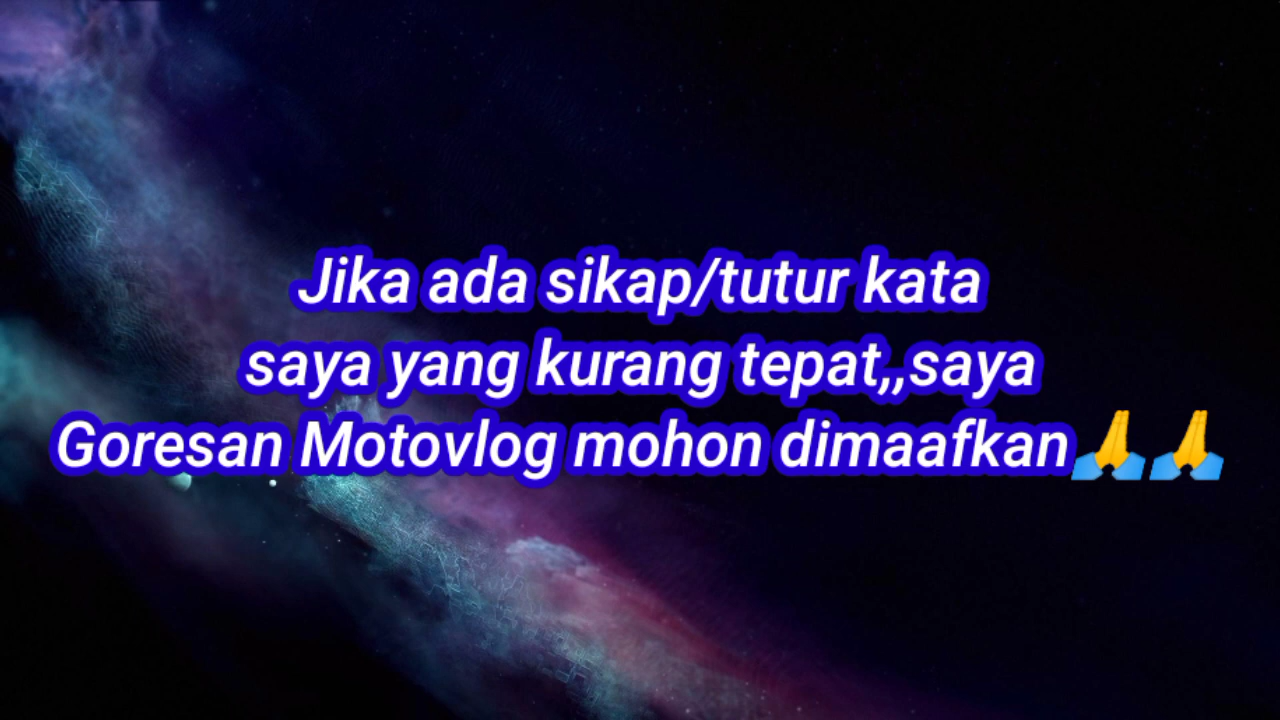 Jika ada sikap/tutur kata
saya yang kurang tepat,,saya
Goresan Motovlog mohon dimaafkan🙏🙏